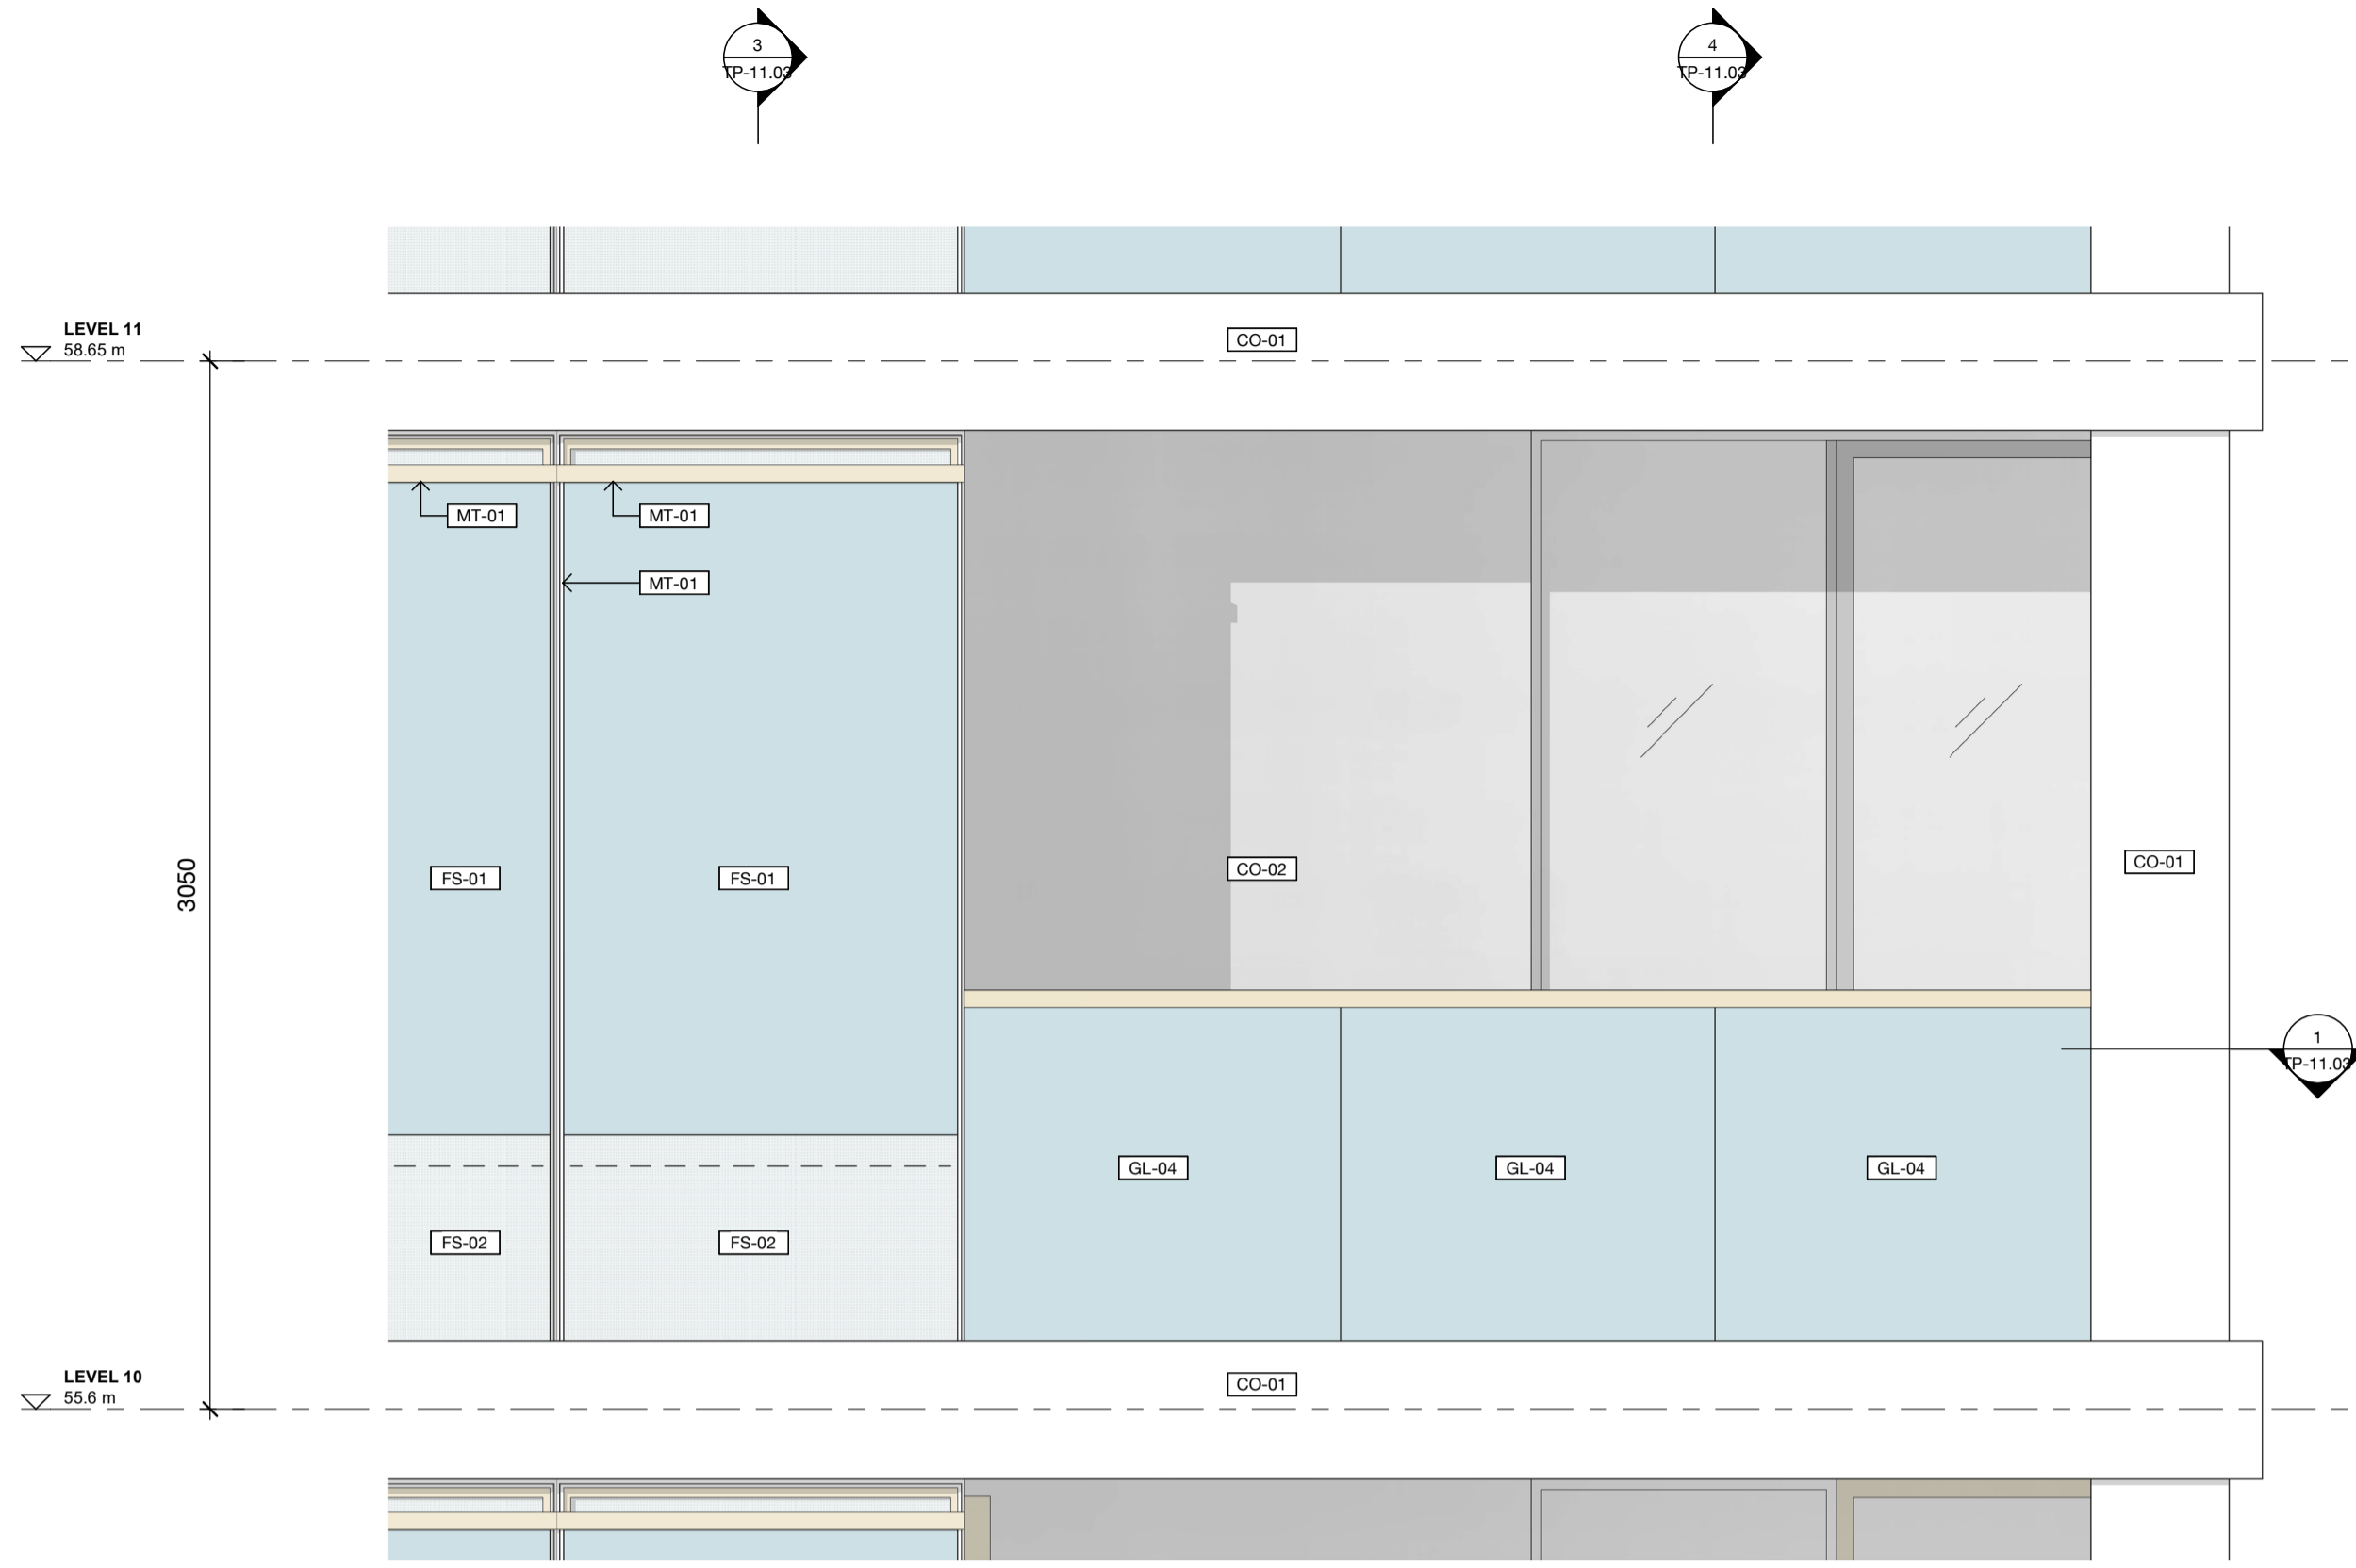 3
TP-11.03
4
TP-11.03
LEVEL 11
58.65 m
CO-01
MT-01
MT-01
MT-01
3050
FS-01
FS-01
CO-02
CO-01
1
TP-11.03
GL-04
GL-04
GL-04
FS-02
FS-02
LEVEL 10
55.6 m
CO-01